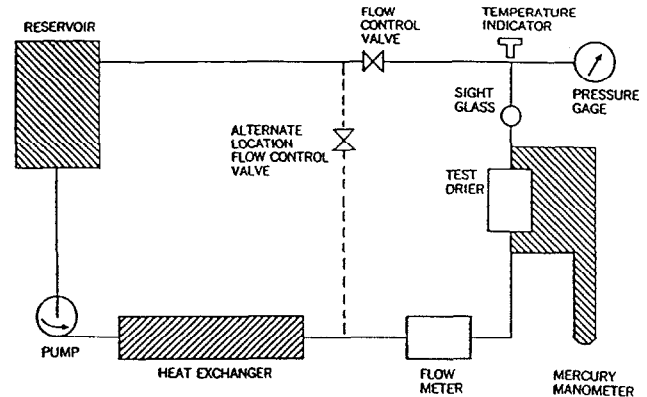 FLOW
CONTROL
VALVE
TEMPERATURE
INDICATOR
RESERVOIR
PRESSURE
GAGE
SIGHT
GLASS
ALTERNATE
LOCATION
FLOW CONTROL
VALVE
TEST
DRIER
PUMP
HEAT EXCHANGER
FLOW
METER
MERCURY
MANOMETER